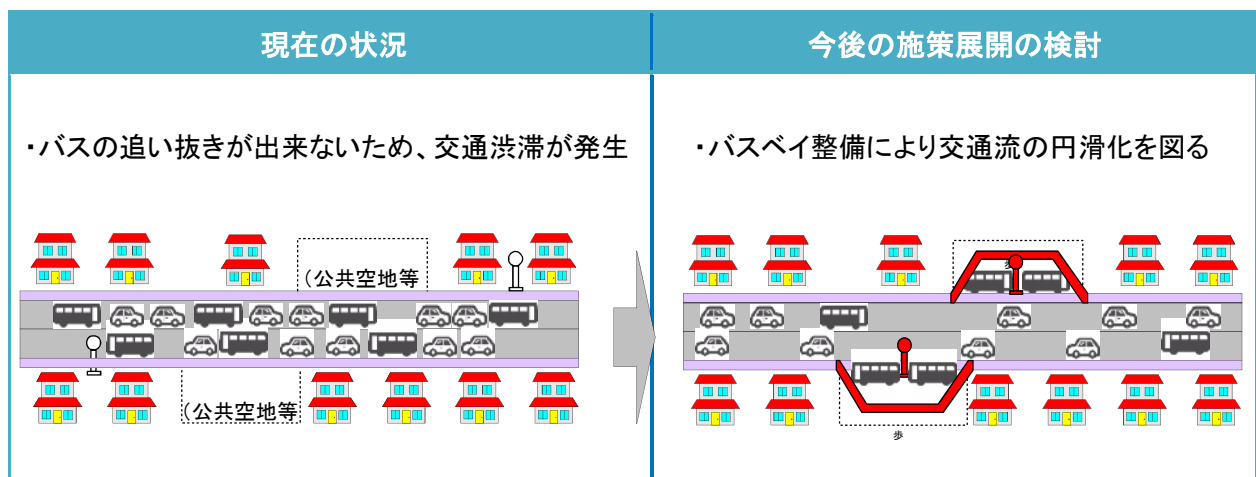 現在の状況
今後の施策展開の検討
・バスの追い抜きが出来ないため、交通渋滞が発生
・バスベイ整備により交通流の円滑化を図る
(公共空地等
(公共空地等
歩
歩